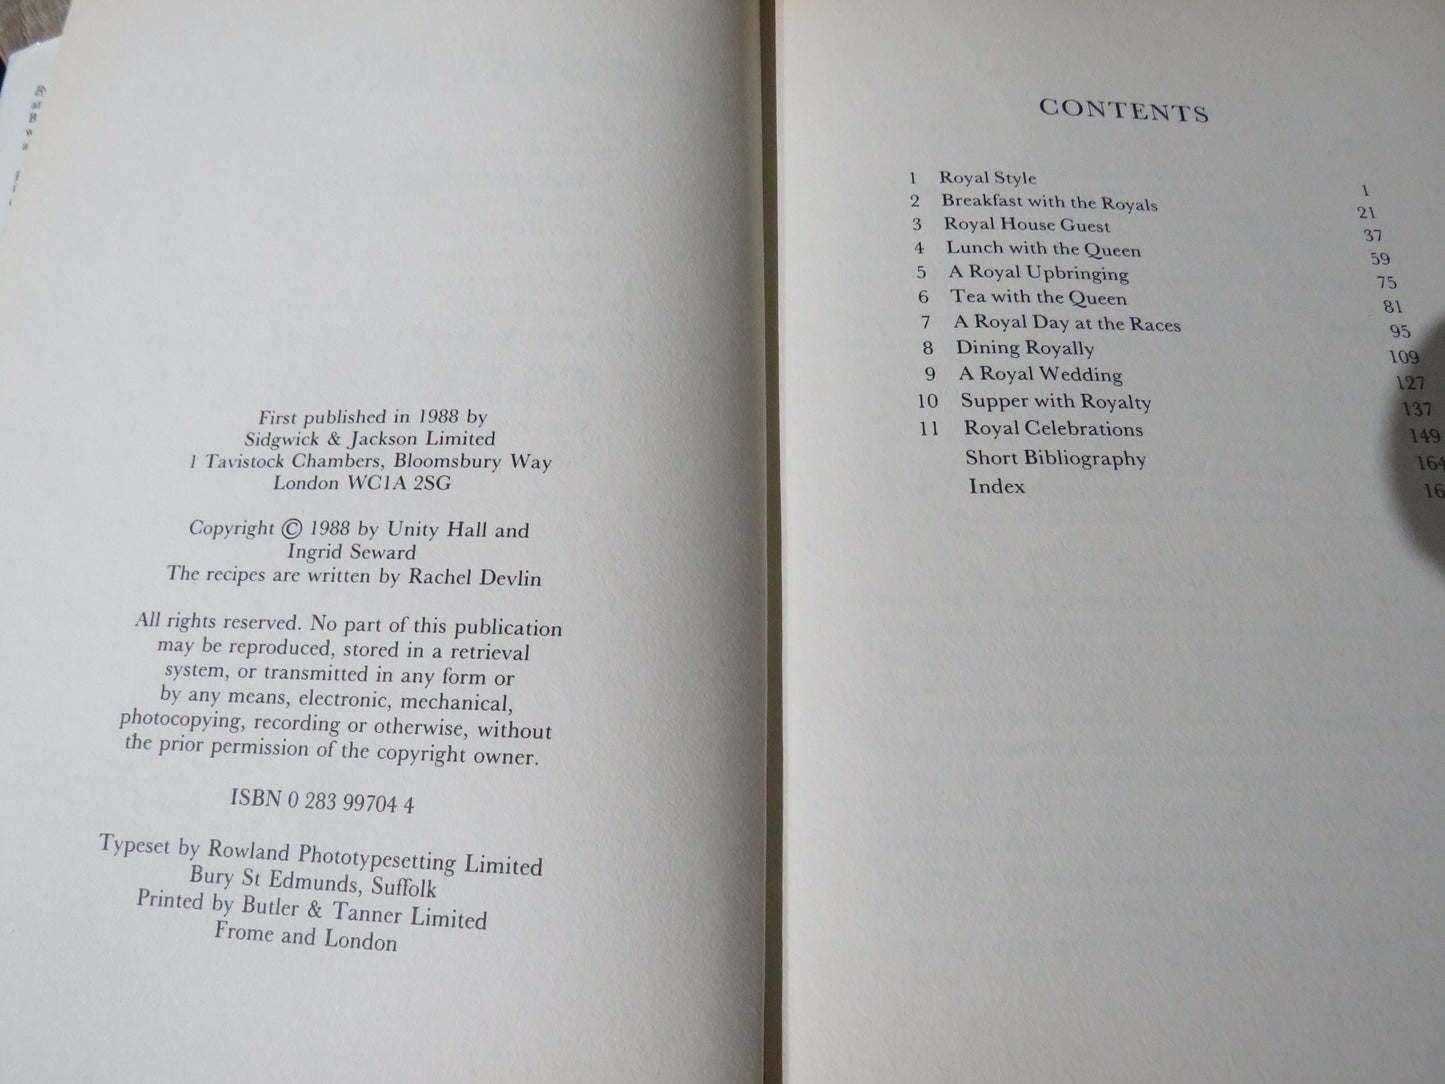 First published in 1988 by
Sidgwick & Jackson Limited
1 Tavistock Chambers, Bloomsbury Way
London WC1A 2SG
Copyright © 1988 by Unity Hall and
Ingrid Seward
The recipes are written by Rachel Devlin
All rights reserved. No part of this publication
may be reproduced, stored in a retrieval
system, or transmitted in any form or
by any means, electronic, mechanical,
photocopying, recording or otherwise, without
the prior permission of the copyright owner.
ISBN 0 283 99704 4
Typeset by Rowland Phototypesetting Limited
Bury St Edmunds, Suffolk
Printed by Butler & Tanner Limited
Frome and London
CONTENTS
1 Royal Style 1
2 Breakfast with the Royals 21
3 Royal House Guest 37
4 Lunch with the Queen 59
5 A Royal Upbringing 75
6 Tea with the Queen 81
7 A Royal Day at the Races 95
8 Dining Royally 109
9 A Royal Wedding 127
10 Supper with Royalty 137
11 Royal Celebrations 149
Short Bibliography 164
Index